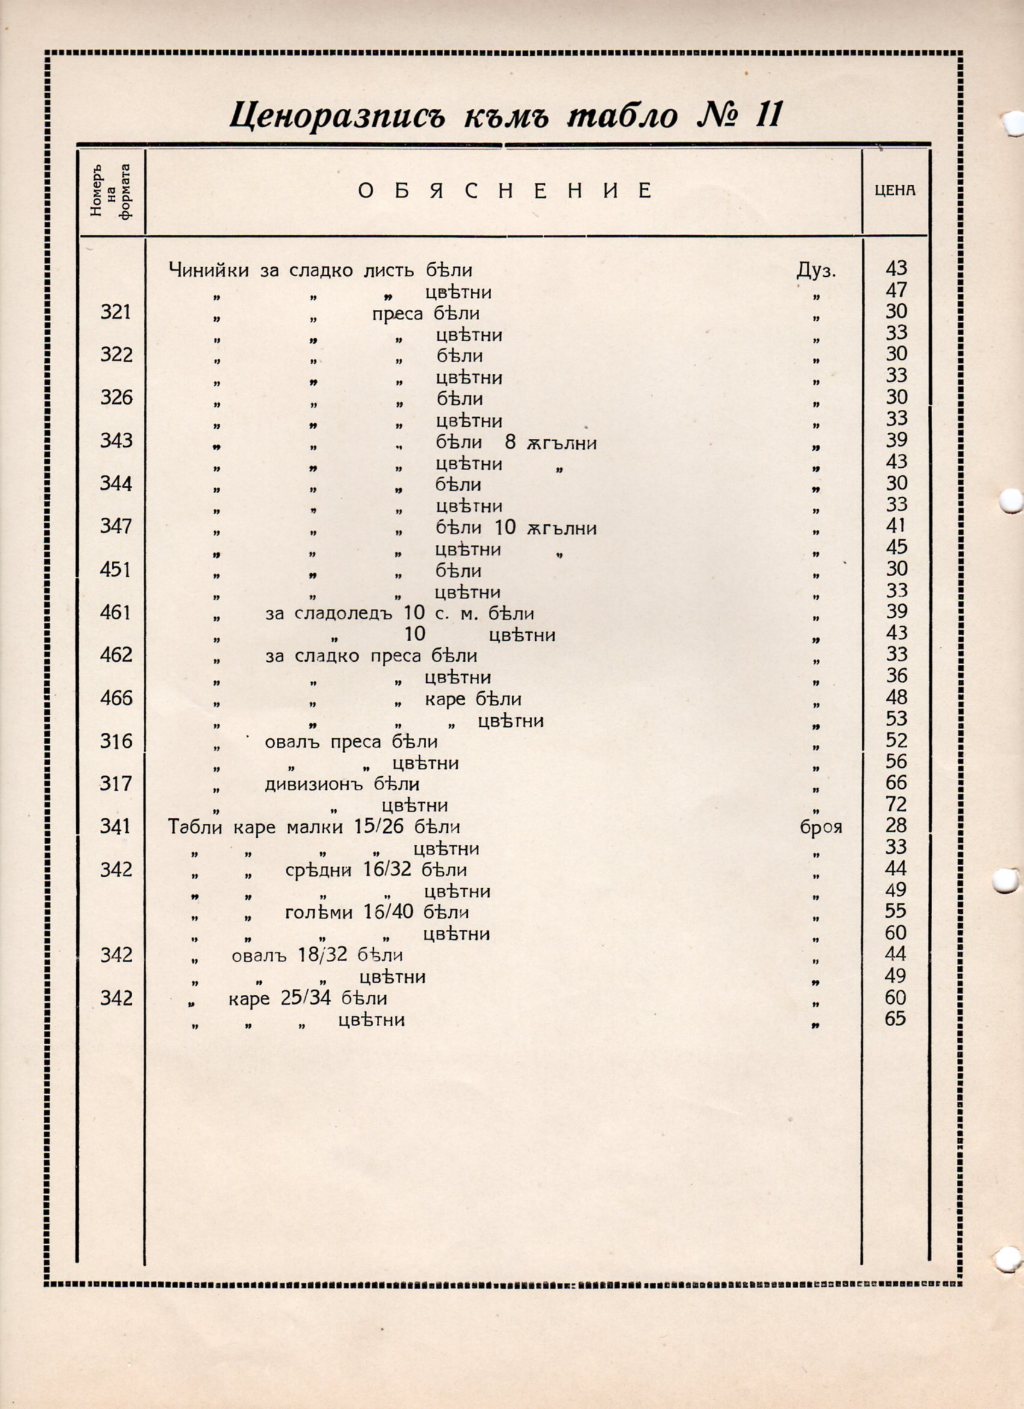 Ценоразписъ къмъ табло № 11
Номеръ на формата ОБЯСНЕНИЕ ЦЕНА
Чинийки за сладко листь бѣли Дуз. 43
„ „ „ цвѣтни „ 47
321 „ „ преса бѣли „ 30
„ „ „ цвѣтни „ 33
322 „ „ „ бѣли „ 30
„ „ „ цвѣтни „ 33
326 „ „ „ бѣли „ 30
„ „ „ цвѣтни „ 33
343 „ „ „ бѣли 8 ѫгълни „ 39
„ „ „ цвѣтни „ „ 43
344 „ „ „ бѣли „ 30
„ „ „ цвѣтни „ 33
347 „ „ „ бѣли 10 ѫгълни „ 41
„ „ „ цвѣтни „ „ 45
451 „ „ „ бѣли „ 30
„ „ „ цвѣтни „ 33
461 „ за сладоледъ 10 с. м. бѣли „ 39
„ „ 10 цвѣтни „ 43
462 „ за сладко преса бѣли „ 33
„ „ „ цвѣтни „ 36
466 „ „ „ каре бѣли „ 48
„ „ „ „ цвѣтни „ 53
316 „ овалъ преса бѣли „ 52
„ „ „ цвѣтни „ 56
317 „ дивизионъ бѣли „ 66
„ „ цвѣтни „ 72
341 Табли каре малки 15/26 бѣли броя 28
„ „ „ „ цвѣтни „ 33
342 „ „ срѣдни 16/32 бѣли „ 44
„ „ „ „ цвѣтни „ 49
„ „ голѣми 16/40 бѣли „ 55
„ „ „ „ цвѣтни „ 60
342 „ овалъ 18/32 бѣли „ 44
„ „ „ цвѣтни „ 49
342 „ каре 25/34 бѣли „ 60
„ „ „ цвѣтни „ 65